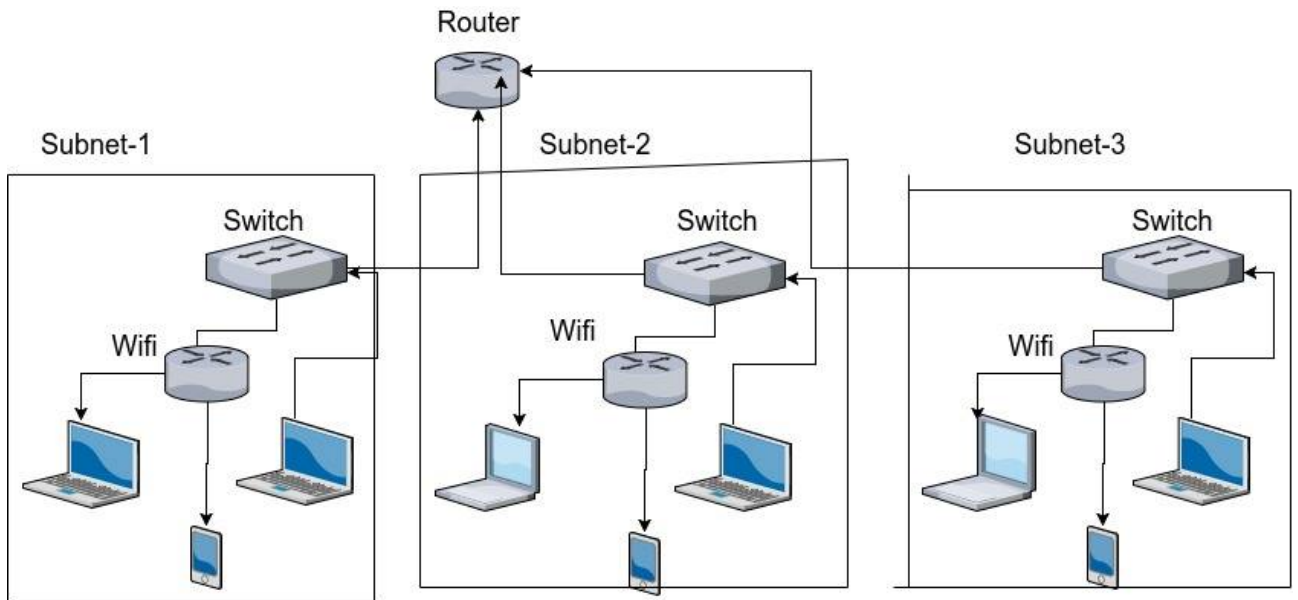 Router
Subnet-1
Subnet-2
Subnet-3
Switch
Switch
Switch
Wifi
Wifi
Wifi